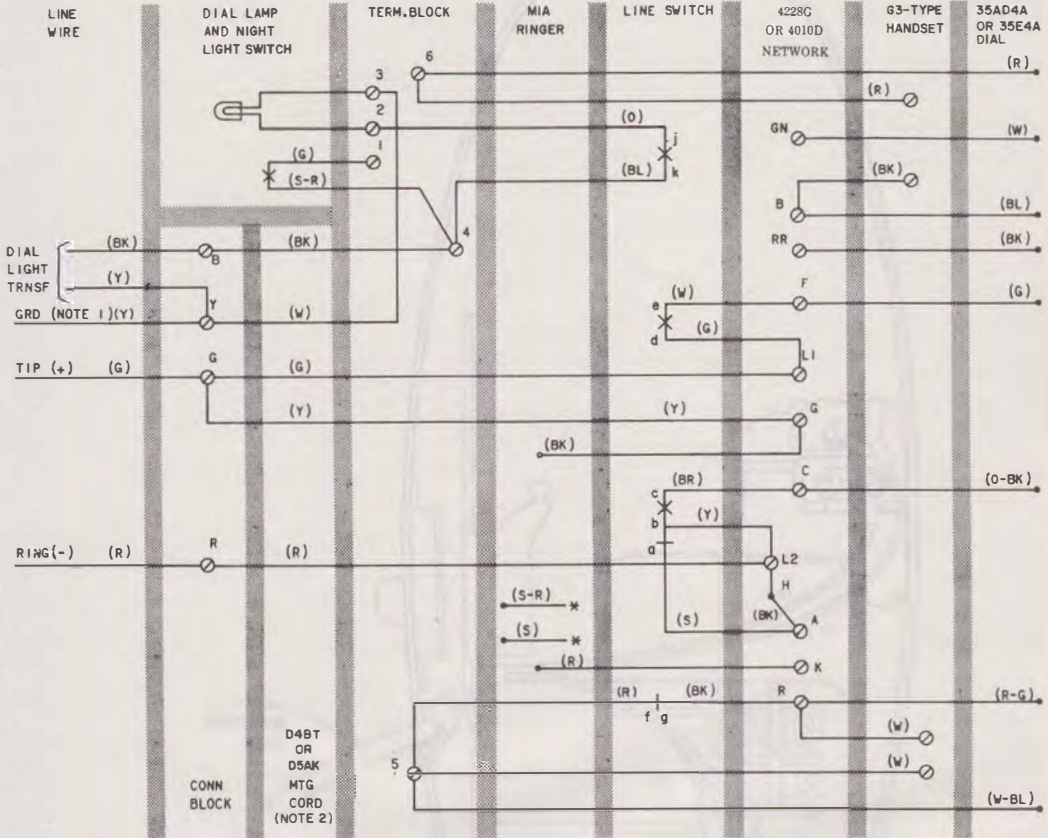 LINE
WIRE
DIAL LAMP
AND NIGHT
LIGHT SWITCH
TERM.BLOCK
MIA
RINGER
LINE SWITCH
4228G
OR 4010D
NETWORK
G3-TYPE
HANDSET
35AD4A
OR 35E4A
DIAL
6
(R)
3
(R)
2
(O)
GN
(W)
j
1
(G)
(S-R)
(BL)
k
(BK)
B
(BL)
4
RR
(BK)
DIAL
LIGHT
TRNSF
(BK)
B
(BK)
(Y)
Y
F
(G)
(W)
e
GRD (NOTE 1)(Y)
(W)
d
(G)
L1
TIP (+)
(G)
G
(G)
(Y)
(Y)
G
(BK)
C
(BR)
(O-BK)
c
b
(Y)
a
RING(-)
(R)
R
(R)
L2
H
(S-R)
*
(BK)
A
(S)
*
(S)
(R)
K
(R)
(BK)
R
(R-G)
f g
(W)
D4BT
OR
D5AK
MTG
CORD
(NOTE 2)
5
(W)
CONN
BLOCK
(W-BL)